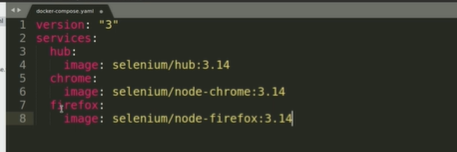 docker-compose.yaml
1 version: "3"
2 services:
3   hub:
4     image: selenium/hub:3.14
5   chrome:
6     image: selenium/node-chrome:3.14
7   firefox:
8     image: selenium/node-firefox:3.14